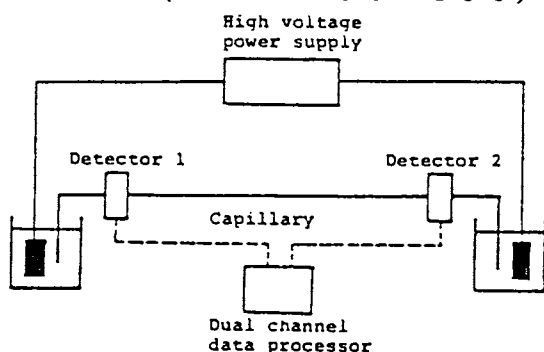 High voltage
power supply
Detector 1
Detector 2
Capillary
Dual channel
data processor